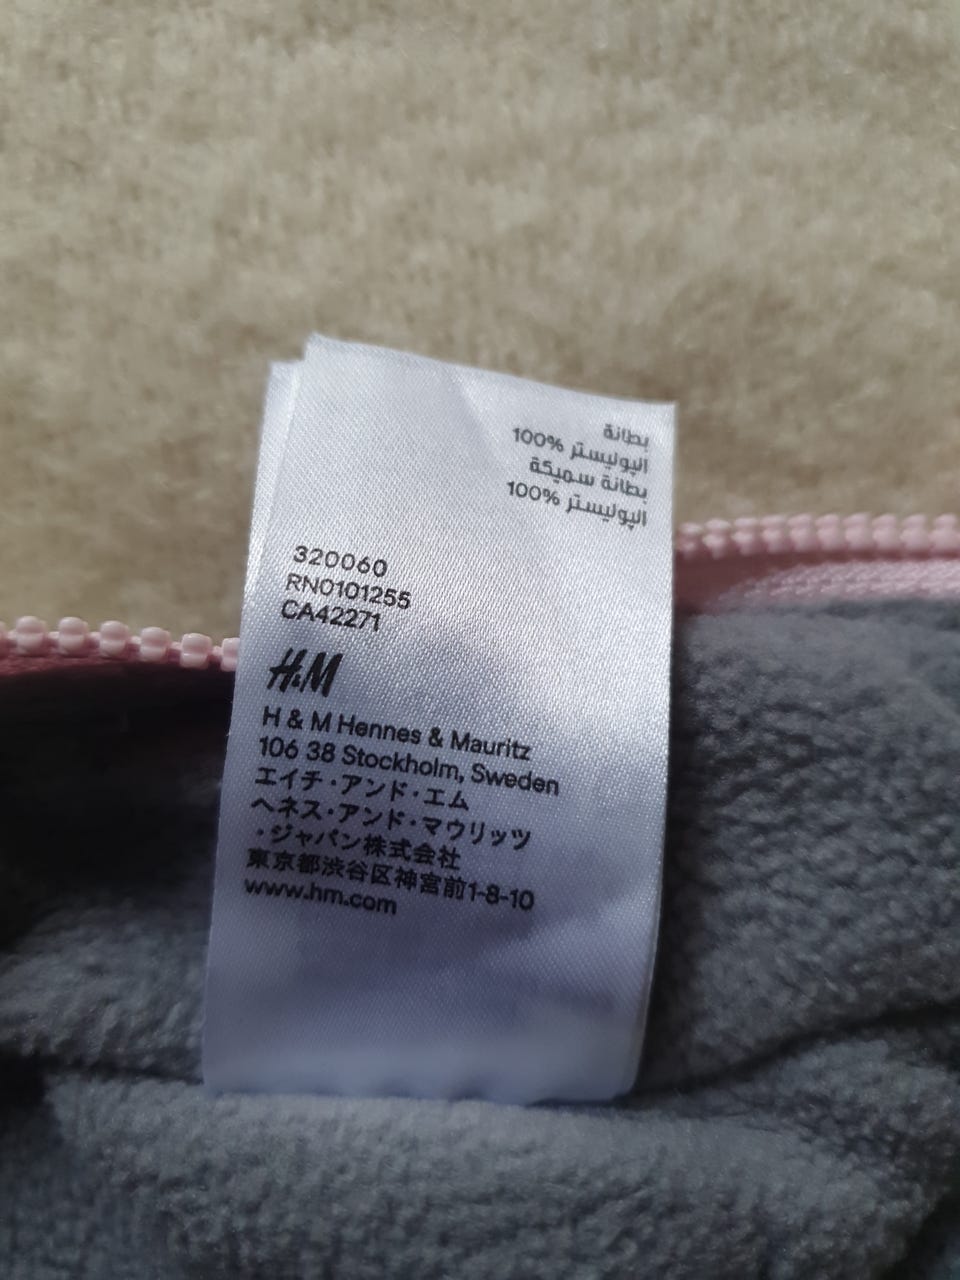 بطانة
البوليستر %100
بطانة سميكة
البوليستر %100
320060
RN0101255
CA42271
H&M
H & M Hennes & Mauritz
106 38 Stockholm, Sweden
エイチ・アンド・エム
ヘネス・アンド・マウリッツ
・ジャパン株式会社
東京都渋谷区神宮前1-8-10
www.hm.com